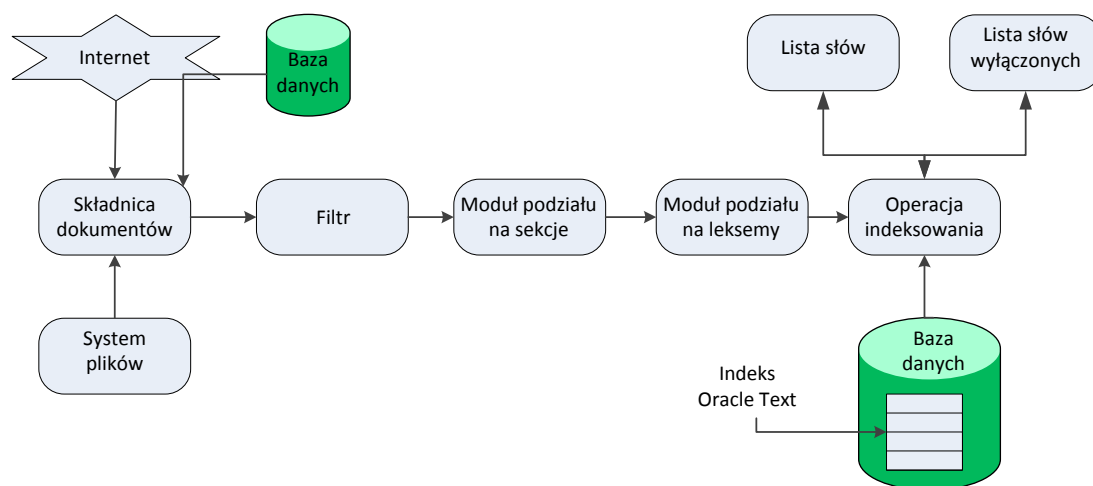 Internet
Baza
danych
Lista słów
Lista słów
wyłączonych
Składnica
dokumentów
Filtr
Moduł podziału
na sekcje
Moduł podziału
na leksemy
Operacja
indeksowania
System
plików
Baza
danych
Indeks
Oracle Text